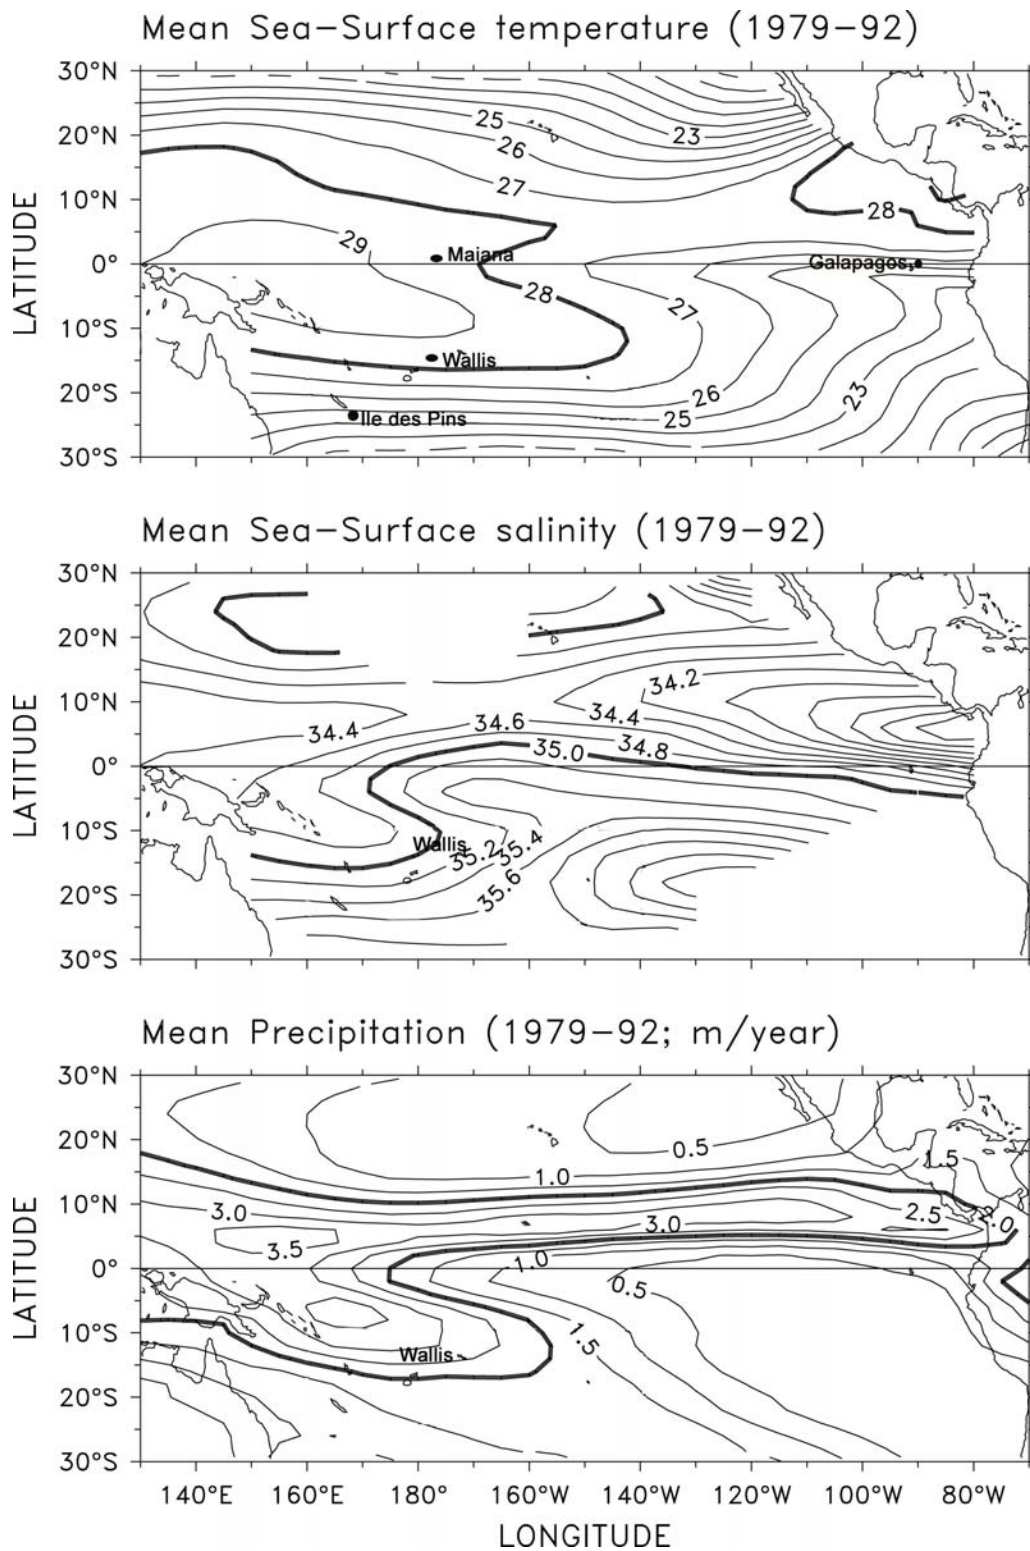 Mean Sea-Surface temperature (1979-92)
30°N
25
23
20°N
26
27
10°N
28
29
Maiana
0°
Galapagos
28
27
10°S
Wallis
26
23
20°S
25
Ile des Pins
30°S
LATITUDE
Mean Sea-Surface salinity (1979-92)
30°N
20°N
34.2
10°N
34.4
34.6
34.4
35.0
34.8
0°
10°S
Wallis
35.2
35.4
35.6
20°S
30°S
LATITUDE
Mean Precipitation (1979-92; m/year)
30°N
20°N
0.5
1.5
1.0
10°N
3.0
3.0
2.5
2.0
3.5
1.0
0°
0.5
10°S
1.5
Wallis
20°S
30°S
LATITUDE
140°E 160°E 180° 160°W 140°W 120°W 100°W 80°W
LONGITUDE